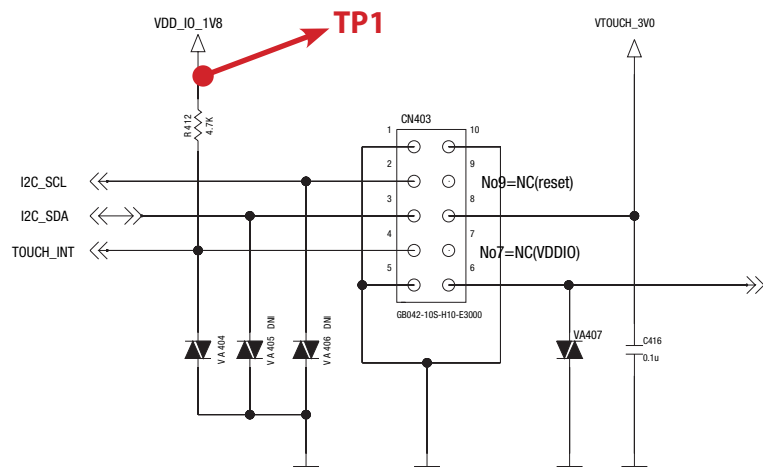 TP1
VDD_IO_1V8
VTOUCH_3V0
R412
4.7K
CN403
1
10
2
9
I2C_SCL
No9=NC(reset)
3
8
I2C_SDA
4
7
TOUCH_INT
No7=NC(VDDIO)
5
6
GB042-10S-H10-E3000
VA404
VA405 DNI
VA406 DNI
VA407
C416
0.1u